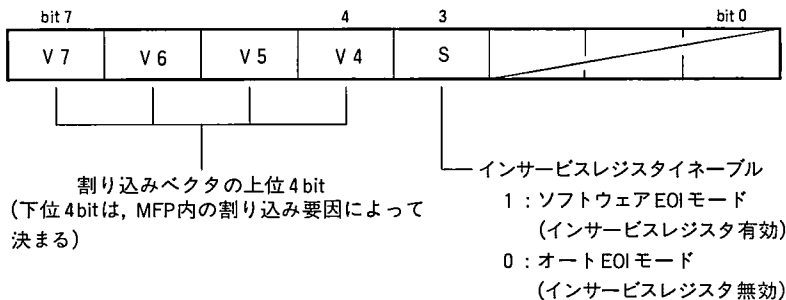 bit 7 4 3 bit 0
V 7 V 6 V 5 V 4 S
割り込みベクタの上位4bit
(下位4bitは, MFP内の割り込み要因によって
決まる)
インサービスレジスタイネーブル
1 : ソフトウェアEOIモード
(インサービスレジスタ有効)
0 : オートEOIモード
(インサービスレジスタ無効)